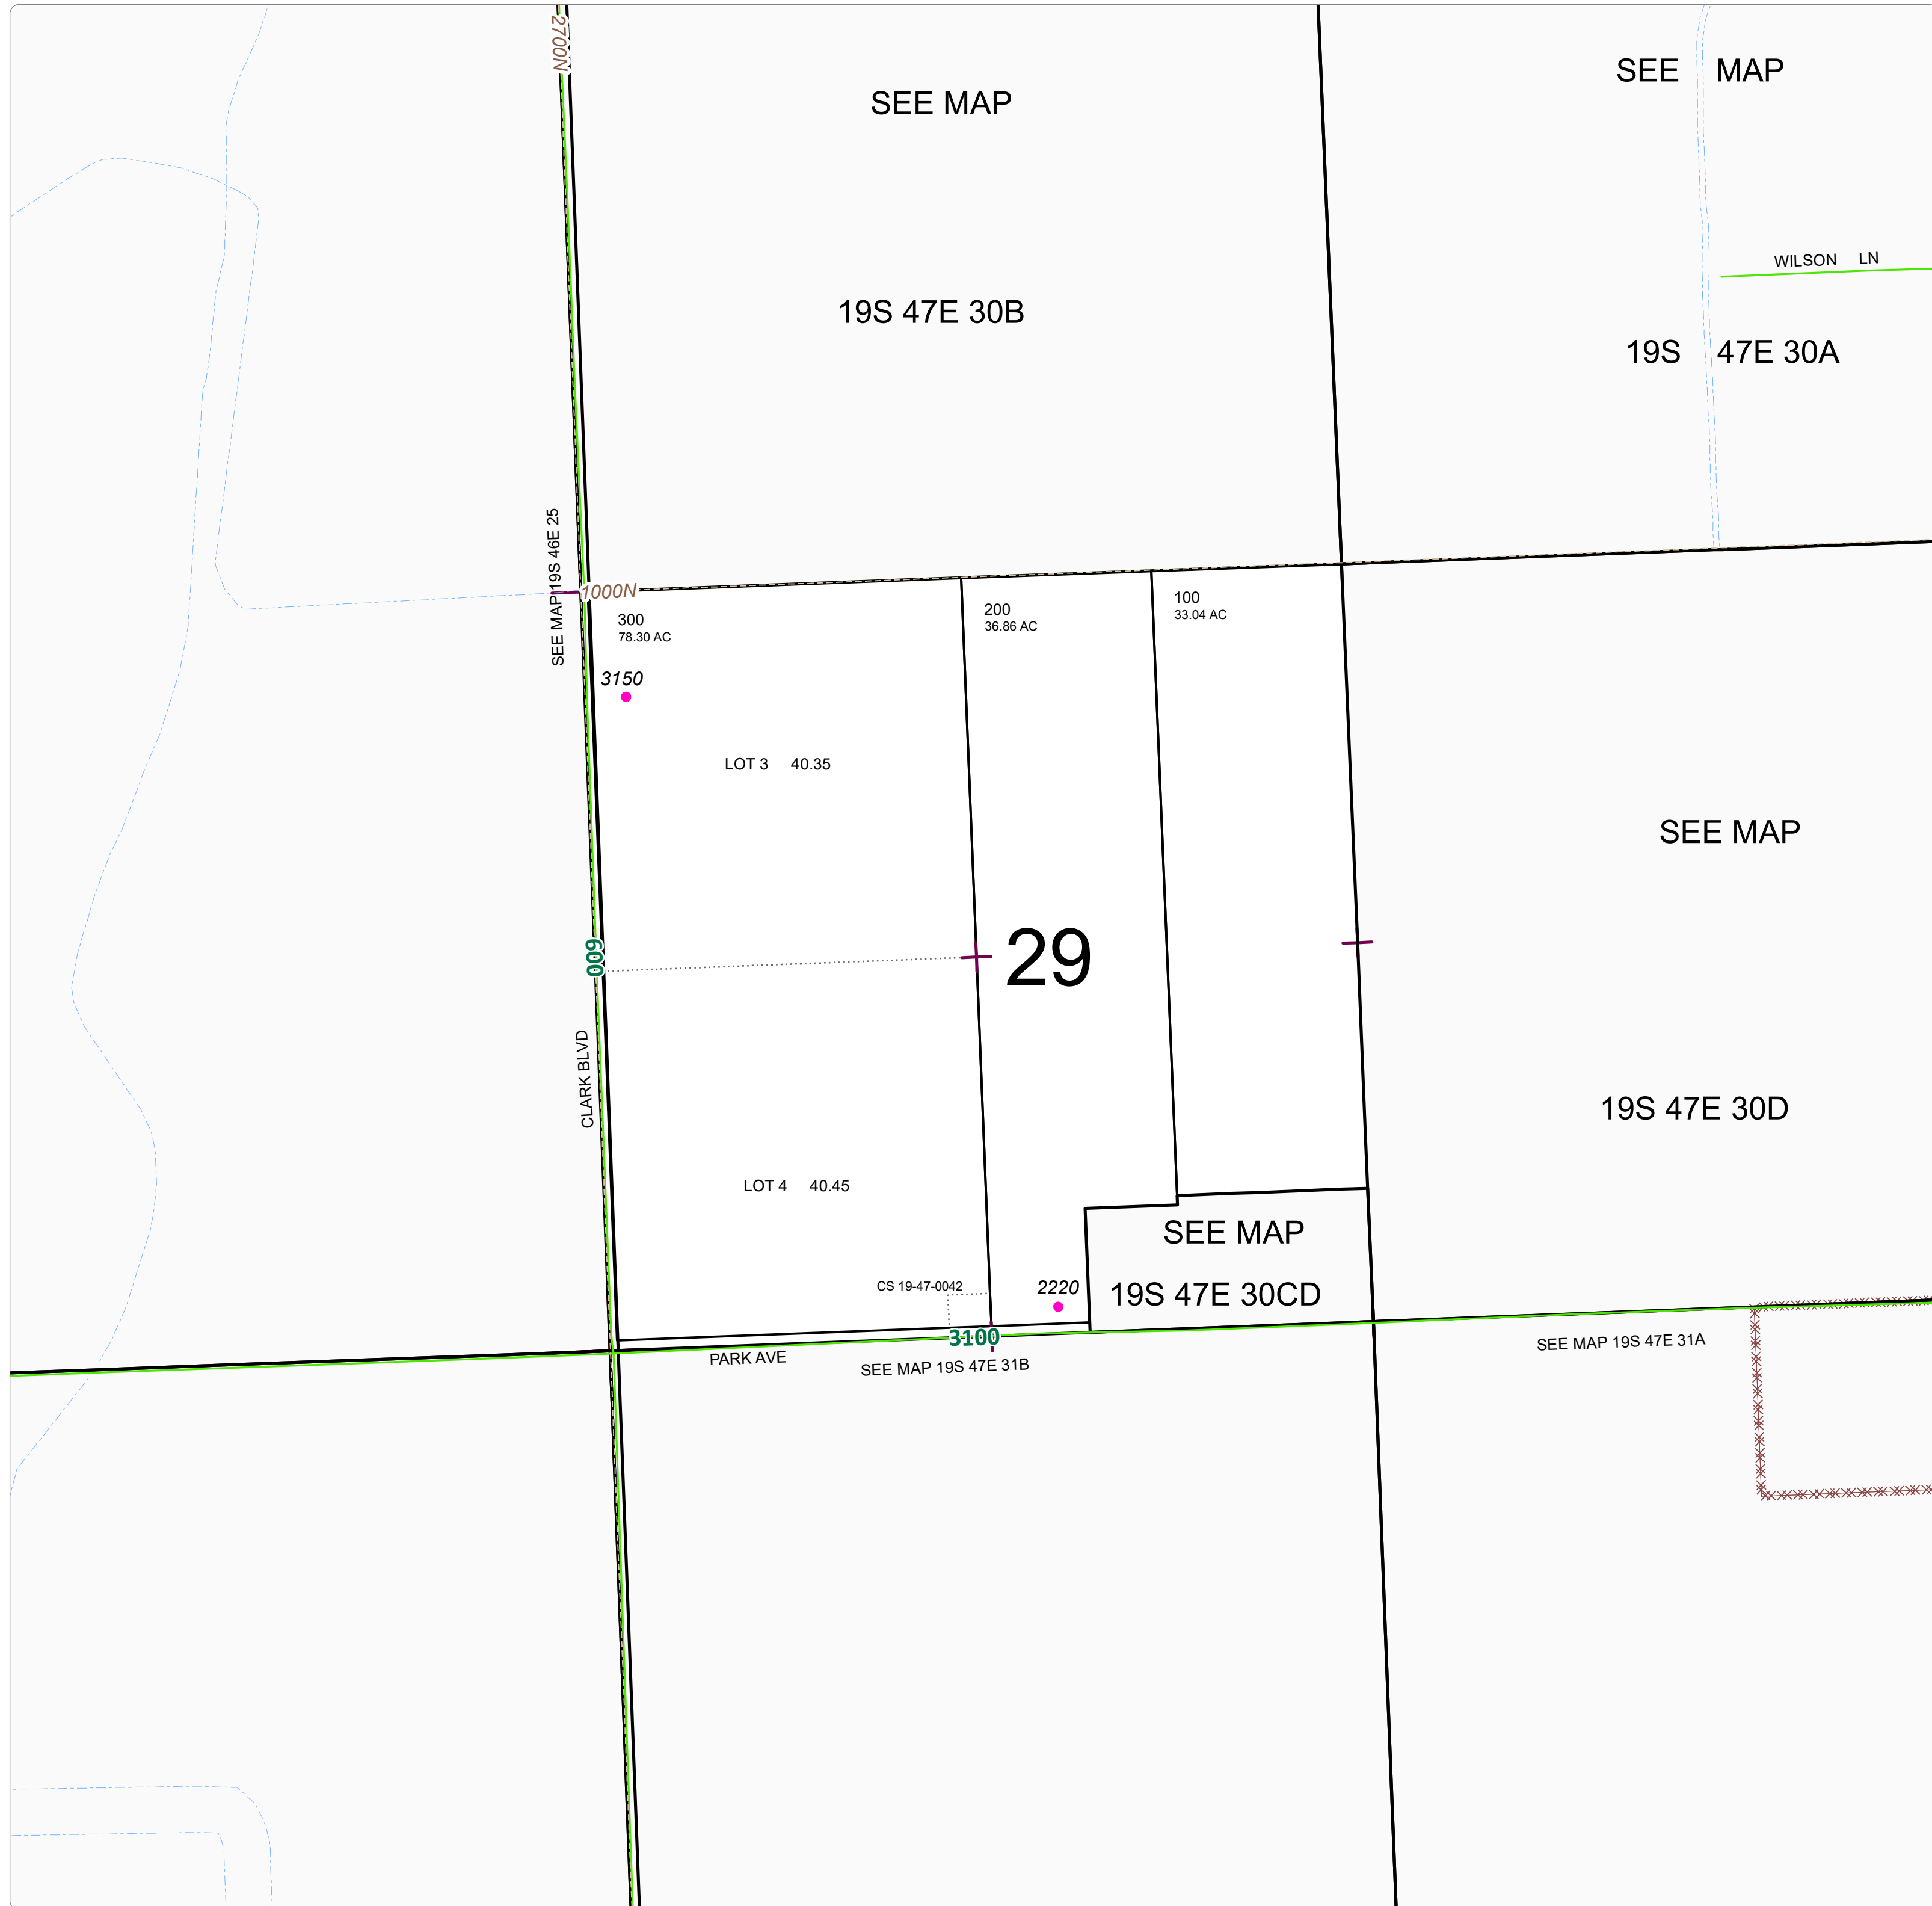 2700N
SEE MAP
SEE MAP
WILSON LN
19S 47E 30B
19S 47E 30A
SEE MAP 19S 46E 25
1000N
300
78.30 AC
200
36.86 AC
100
33.04 AC
3150
LOT 3 40.35
SEE MAP
29
600
CLARK BLVD
19S 47E 30D
LOT 4 40.45
SEE MAP
CS 19-47-0042
2220
19S 47E 30CD
3100
PARK AVE
SEE MAP 19S 47E 31B
SEE MAP 19S 47E 31A